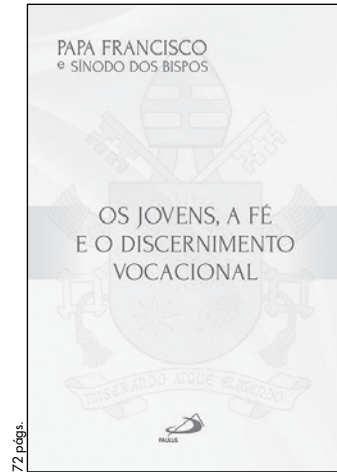 PAPA FRANCISCO
e SÍNODO DOS BISPOS
OS JOVENS, A FÉ
E O DISCERNIMENTO
VOCACIONAL
MISERANDO ATQUE ELIGENDO
PAULUS
72 págs.